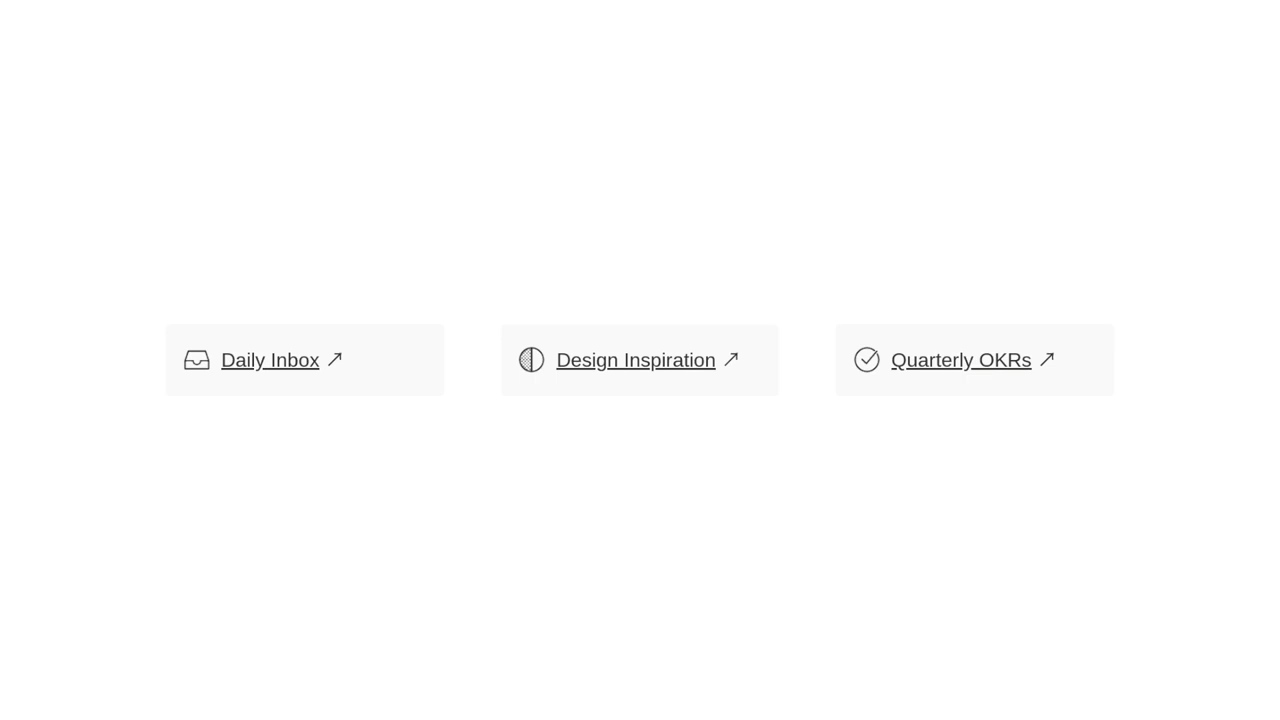 Daily Inbox ↗
Design Inspiration ↗
Quarterly OKRs ↗